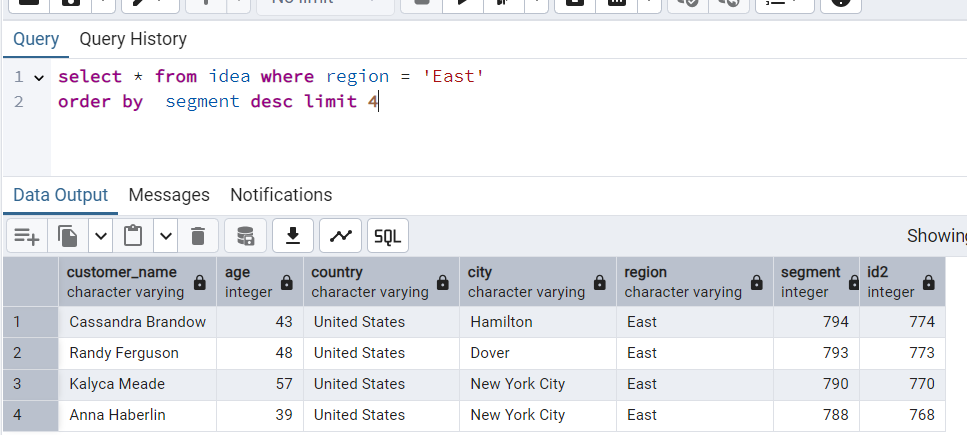 No limit
Query Query History
1 select * from idea where region = 'East'
2 order by  segment desc limit 4
Data Output Messages Notifications
SQL
customer_name age country city region segment id2
character varying integer character varying character varying character varying integer integer
1 Cassandra Brandow 43 United States Hamilton East 794 774
2 Randy Ferguson 48 United States Dover East 793 773
3 Kalyca Meade 57 United States New York City East 790 770
4 Anna Haberlin 39 United States New York City East 788 768